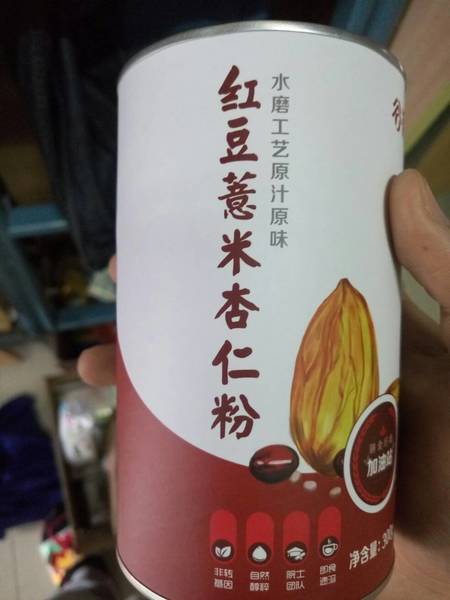 红豆薏米杏仁粉
水磨工艺原汁原味
加油站
非转
基因
自然
醇粹
院士
团队
即食
速溶
净含量: